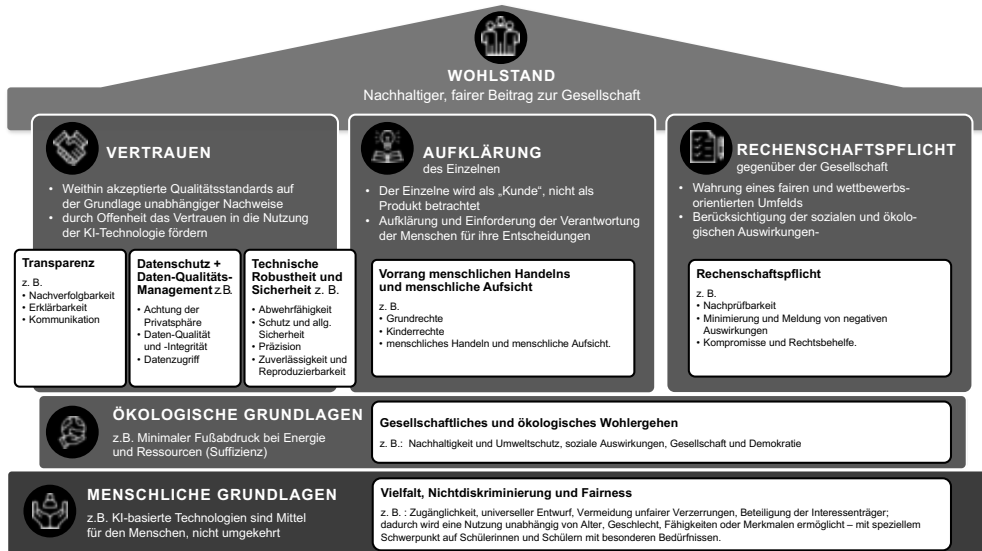 WOHLSTAND
Nachhaltiger, fairer Beitrag zur Gesellschaft
VERTRAUEN
• Weithin akzeptierte Qualitätsstandards auf
der Grundlage unabhängiger Nachweise
• durch Offenheit das Vertrauen in die Nutzung
der KI-Technologie fördern
Transparenz
z. B.
• Nachverfolgbarkeit
• Erklärbarkeit
• Kommunikation
Datenschutz +
Daten-Qualitäts-
Management z.B.
• Achtung der
Privatsphäre
• Daten-Qualität
und -Integrität
• Datenzugriff
Technische
Robustheit und
Sicherheit z. B.
• Abwehrfähigkeit
• Schutz und allg.
Sicherheit
• Präzision
• Zuverlässigkeit und
Reproduzierbarkeit
AUFKLÄRUNG
des Einzelnen
• Der Einzelne wird als „Kunde“, nicht als
Produkt betrachtet
• Aufklärung und Einforderung der Verantwortung
der Menschen für ihre Entscheidungen
Vorrang menschlichen Handelns
und menschliche Aufsicht
z. B.
• Grundrechte
• Kinderrechte
• menschliches Handeln und menschliche Aufsicht.
RECHENSCHAFTSPFLICHT
gegenüber der Gesellschaft
• Wahrung eines fairen und wettbewerbs-
orientierten Umfelds
• Berücksichtigung der sozialen und ökolo-
gischen Auswirkungen-
Rechenschaftspflicht
z. B.
• Nachprüfbarkeit
• Minimierung und Meldung von negativen
Auswirkungen
• Kompromisse und Rechtsbehelfe.
ÖKOLOGISCHE GRUNDLAGEN
z.B. Minimaler Fußabdruck bei Energie
und Ressourcen (Suffizienz)
Gesellschaftliches und ökologisches Wohlergehen
z. B.: Nachhaltigkeit und Umweltschutz, soziale Auswirkungen, Gesellschaft und Demokratie
MENSCHLICHE GRUNDLAGEN
z.B. KI-basierte Technologien sind Mittel
für den Menschen, nicht umgekehrt
Vielfalt, Nichtdiskriminierung und Fairness
z. B. : Zugänglichkeit, universeller Entwurf, Vermeidung unfairer Verzerrungen, Beteiligung der Interessenträger;
dadurch wird eine Nutzung unabhängig von Alter, Geschlecht, Fähigkeiten oder Merkmalen ermöglicht – mit speziellem
Schwerpunkt auf Schülerinnen und Schülern mit besonderen Bedürfnissen.